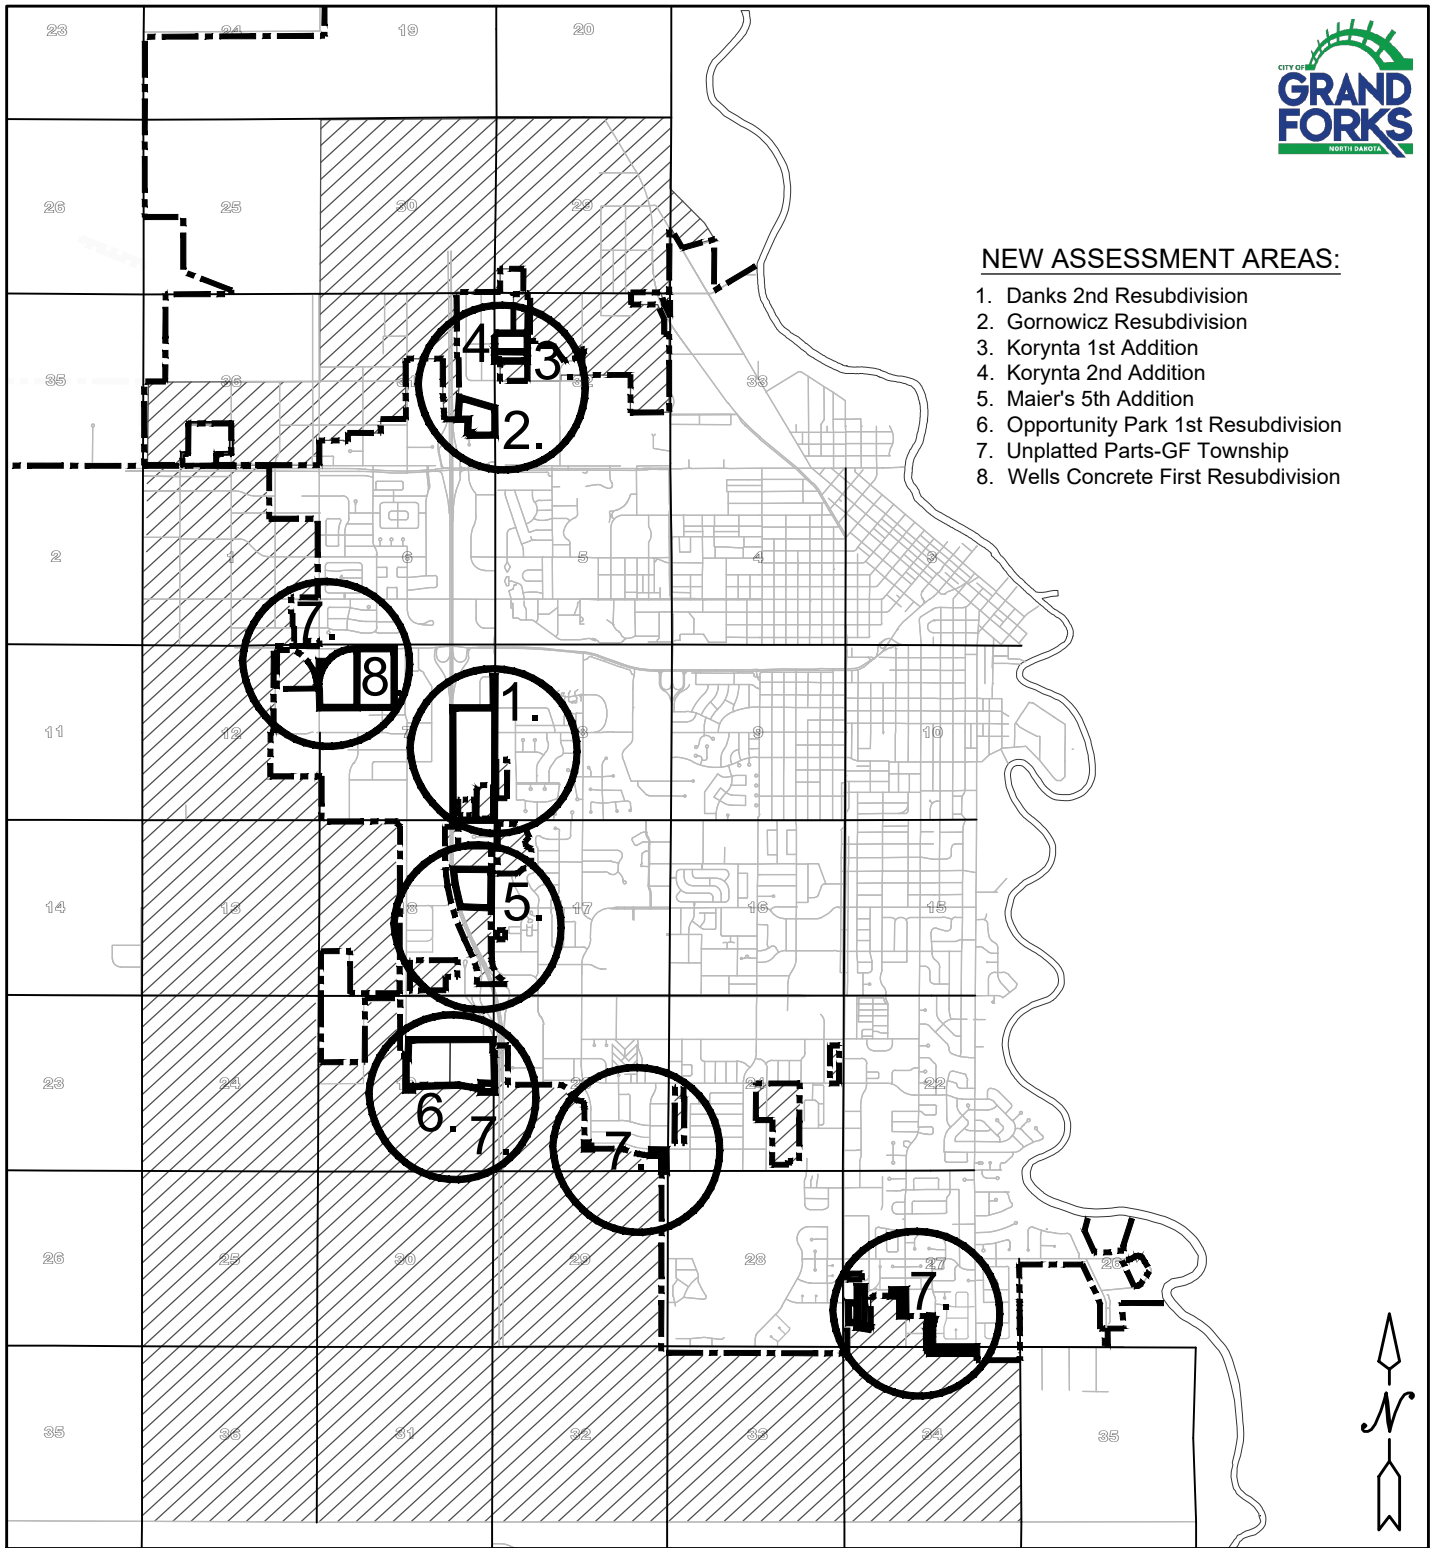 23 24 19 20
CITY OF
GRAND
FORKS
NORTH DAKOTA
26 25 30 29
NEW ASSESSMENT AREAS:
1. Danks 2nd Resubdivision
2. Gornowicz Resubdivision
3. Korynta 1st Addition
4. Korynta 2nd Addition
5. Maier's 5th Addition
6. Opportunity Park 1st Resubdivision
7. Unplatted Parts-GF Township
8. Wells Concrete First Resubdivision
4. 3.
35 36 31 32 33
2.
2 1 6 5 4 3
7.
8
1.
11 12 7 8 9 10
5.
14 13 18 17 16 15
23 24 19 20 21 22
6. 7.
7.
26 25 30 29 28 27 26
7.
35 36 31 32 33 34 35
N